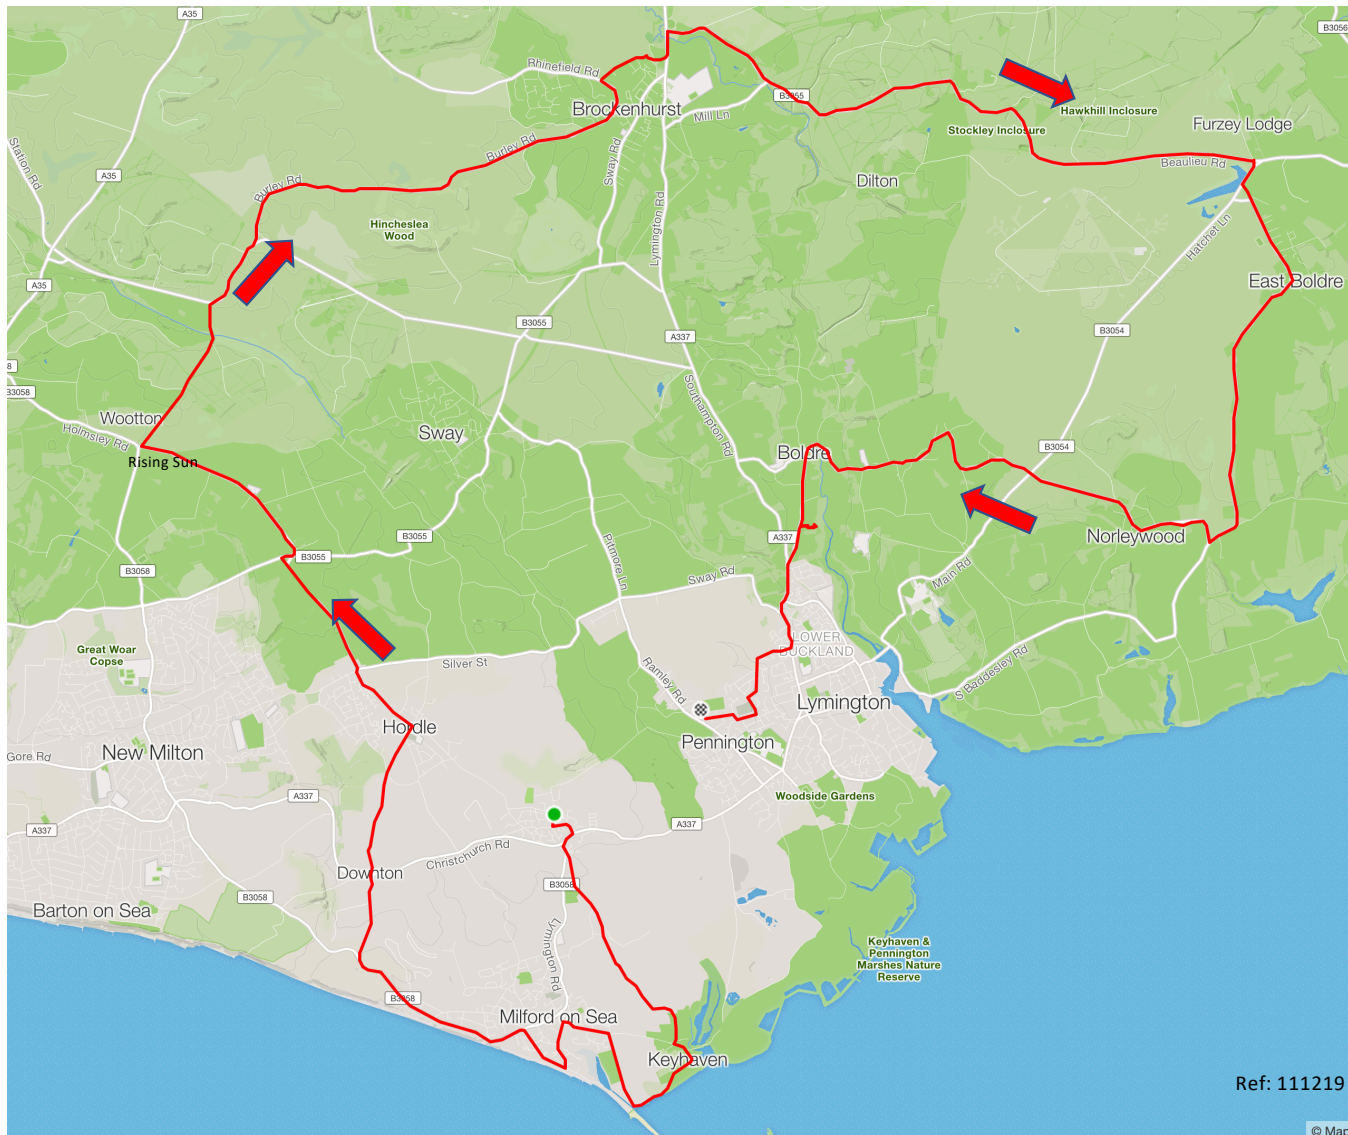 A35
B3056
Rhinefield Rd
Brockenhurst
B3055
Hawkhill Inclosure
Mill Ln
Stockley Inclosure
Furzey Lodge
Station Rd
Burley Rd
Sway Rd
Beaulieu Rd
A35
Burley Rd
Dilton
Lymington Rd
Hincheslea
Wood
Hatchet Ln
A35
East Boldre
B3055
A337
B3054
B3058
Southampton Rd
Wootton
Holmsley Rd
Sway
Rising Sun
Boldre
B3054
B3055
A337
Norleywood
B3055
B3058
Pitmore Ln
Sway Rd
Main Rd
Great Woar
Copse
LOWER
BUCKLAND
Silver St
S Baddesley Rd
Ramley Rd
Lymington
Hordle
Pennington
Gore Rd
New Milton
A337
Woodside Gardens
A337
A337
Christchurch Rd
Downton
B3058
B3058
Barton on Sea
Lymington Rd
Keyhaven &
Pennington
Marshes Nature
Reserve
B3058
Milford on Sea
Keyhaven
Ref: 111219